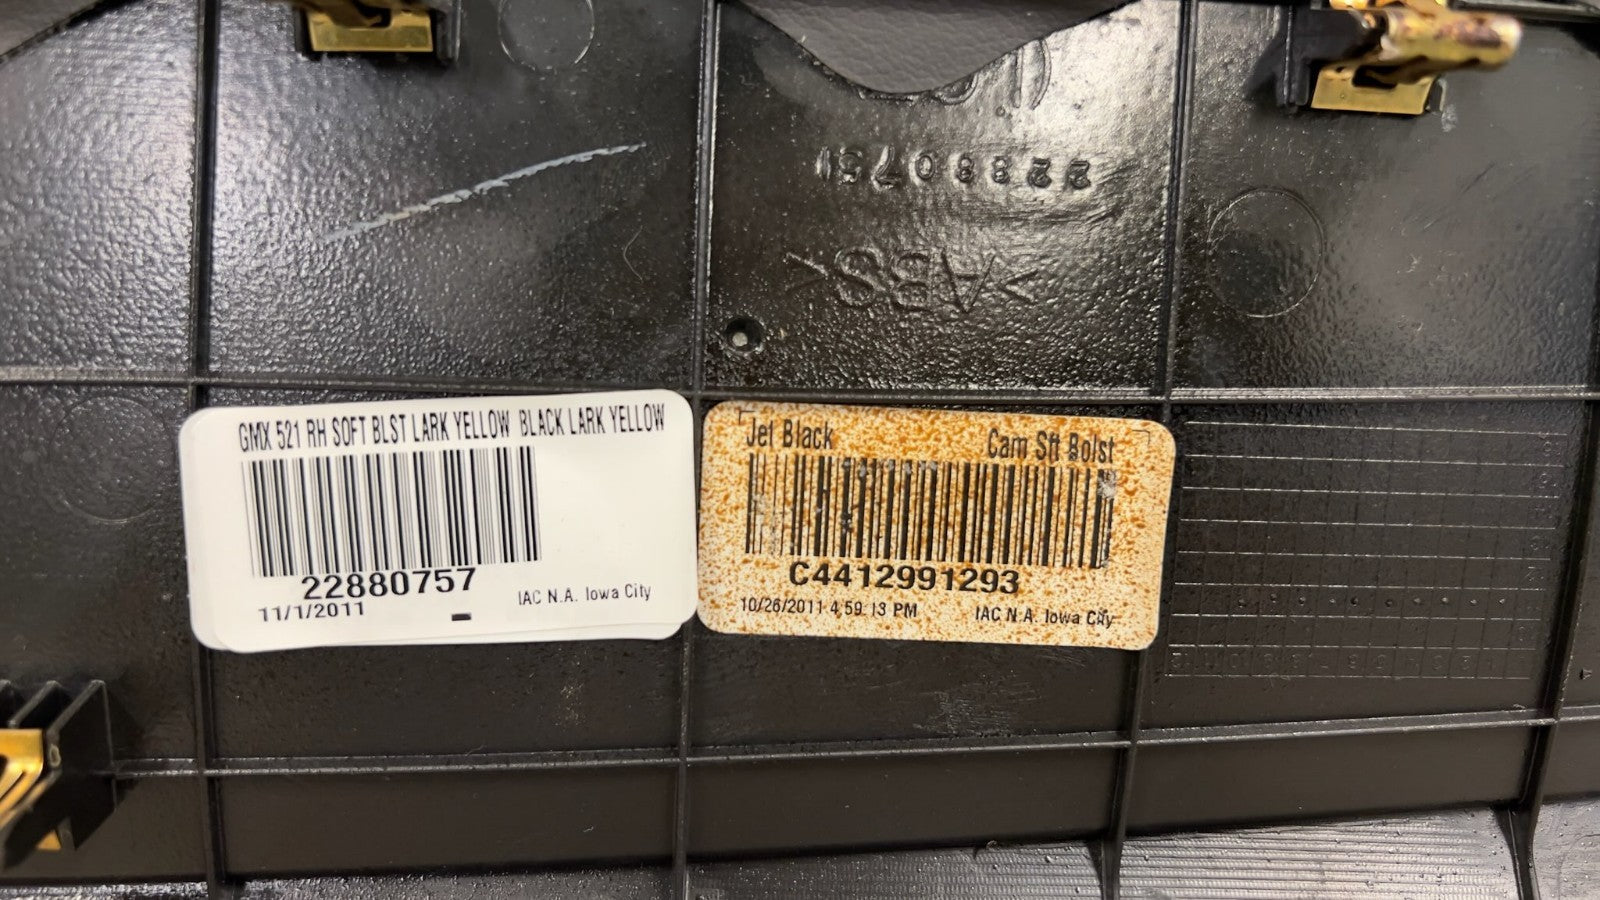 22880751
>ABS<
GMX 521 RH SOFT BLST LARK YELLOW BLACK LARK YELLOW
22880757
11/1/2011
IAC N.A. Iowa City
Jet Black
Cam Sft Bolst
C4412991293
10/26/2011 4:59:13 PM
IAC N.A. Iowa City